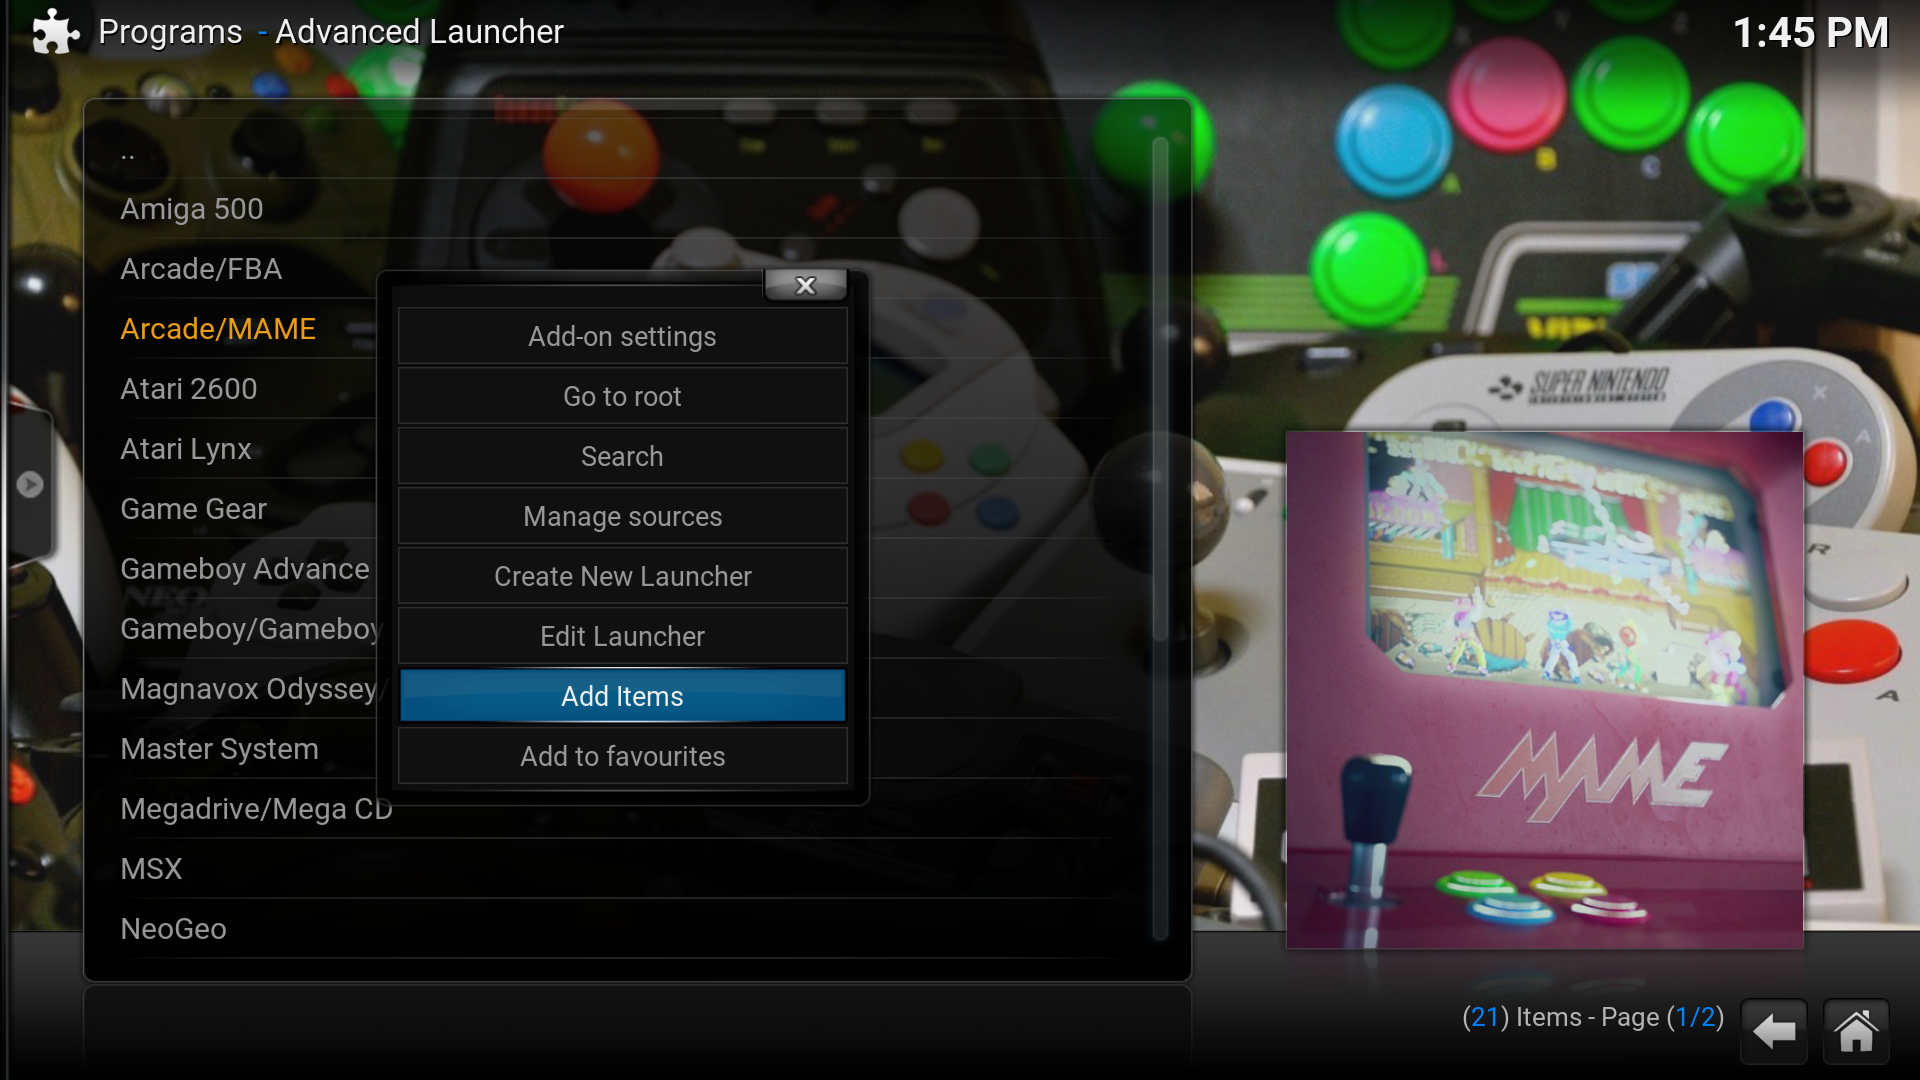 Programs - Advanced Launcher
1:45 PM
..
Amiga 500
Arcade/FBA
Arcade/MAME
Atari 2600
Atari Lynx
Game Gear
Gameboy Advance
Gameboy/Gameboy
Magnavox Odyssey/
Master System
Megadrive/Mega CD
MSX
NeoGeo
X
Add-on settings
Go to root
Search
Manage sources
Create New Launcher
Edit Launcher
Add Items
Add to favourites
SUPER NINTENDO
X
A
R
A
A
B
C
MAME
(21) Items - Page (1/2)